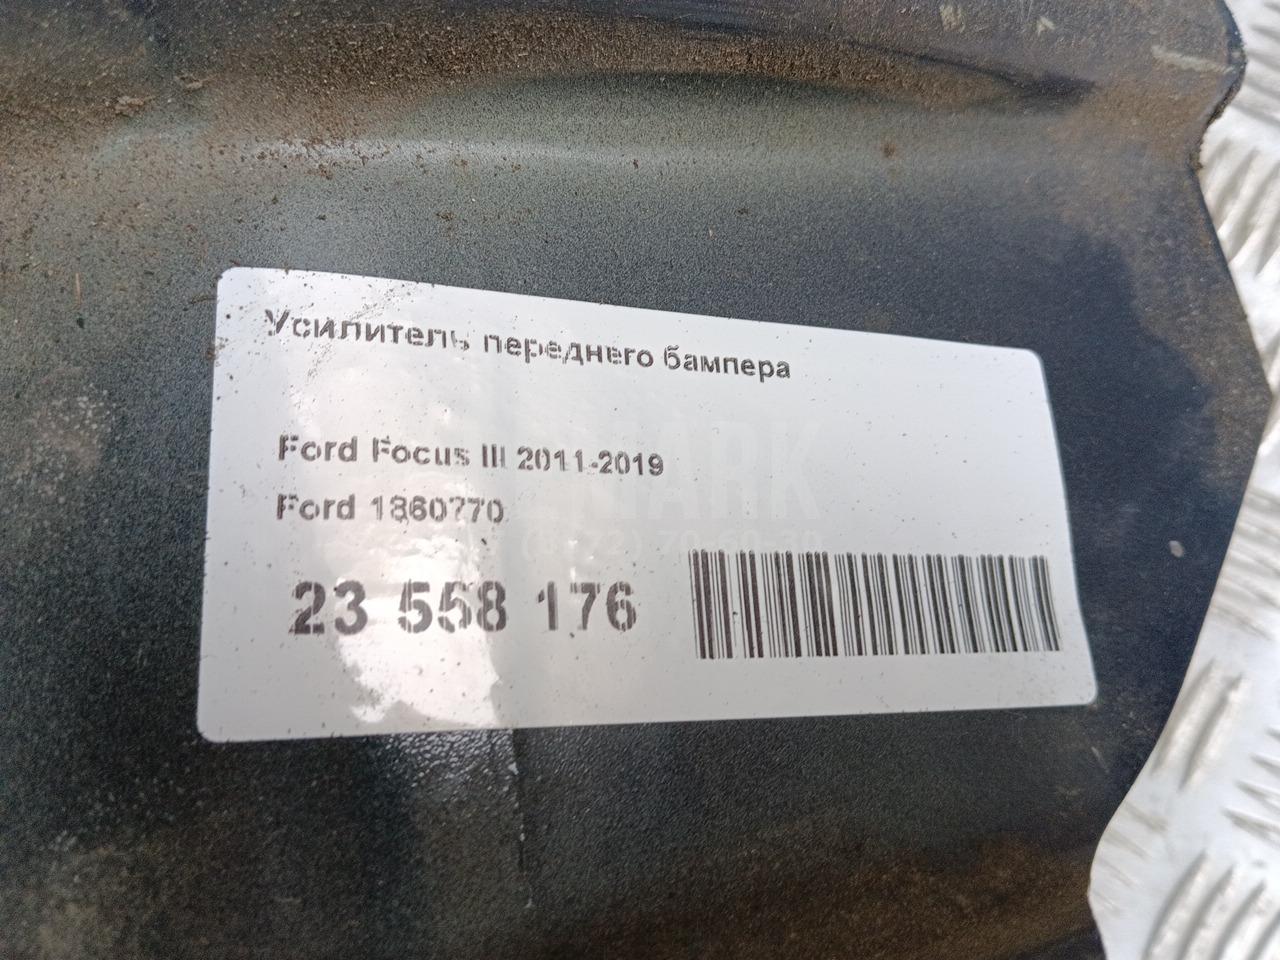 Усилитель переднего бампера
Ford Focus III 2011-2019
Ford 1860770
23 558 176